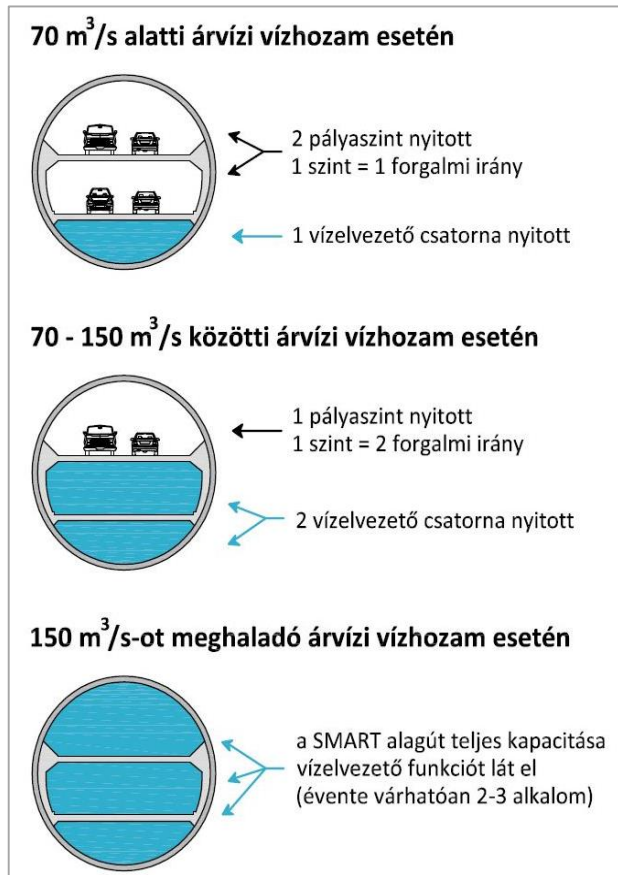 70 m³/s alatti árvízi vízhozam esetén
2 pályaszint nyitott
1 szint = 1 forgalmi irány
1 vízelvezető csatorna nyitott
70 - 150 m³/s közötti árvízi vízhozam esetén
1 pályaszint nyitott
1 szint = 2 forgalmi irány
2 vízelvezető csatorna nyitott
150 m³/s-ot meghaladó árvízi vízhozam esetén
a SMART alagút teljes kapacitása
vízelvezető funkciót lát el
(évente várhatóan 2-3 alkalom)